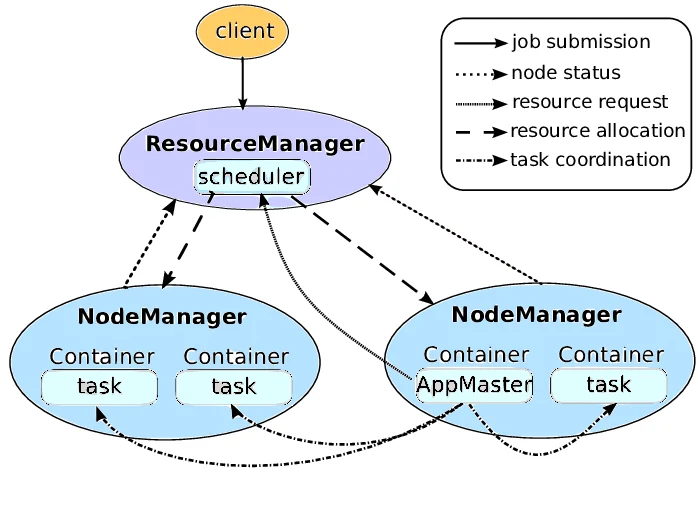 client
job submission
node status
resource request
resource allocation
task coordination
ResourceManager
scheduler
NodeManager
Container Container
task task
NodeManager
Container Container
AppMaster task